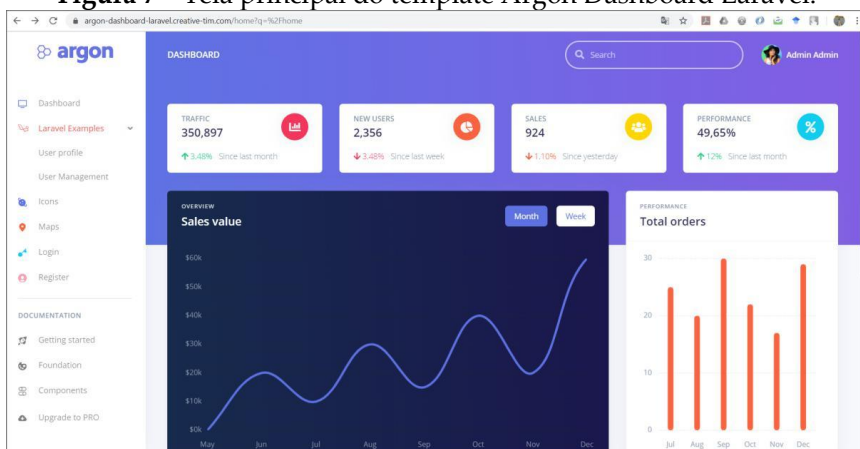 Figura 7 – Tela principal do template Argon Dashboard Laravel.
argon-dashboard-laravel.creative-tim.com/home?q=%2Fhome
argon
DASHBOARD
Search
Admin Admin
Dashboard
Laravel Examples
User profile
User Management
Icons
Maps
Login
Register
DOCUMENTATION
Getting started
Foundation
Components
Upgrade to PRO
TRAFFIC
350,897
3.48% Since last month
NEW USERS
2,356
3.48% Since last week
SALES
924
1.10% Since yesterday
PERFORMANCE
49,65%
12% Since last month
OVERVIEW
Sales value
Month
Week
$60k
$50k
$40k
$30k
$20k
$10k
$0k
May Jun Jul Aug Sep Oct Nov Dec
PERFORMANCE
Total orders
30
20
10
0
Jul Aug Sep Oct Nov Dec